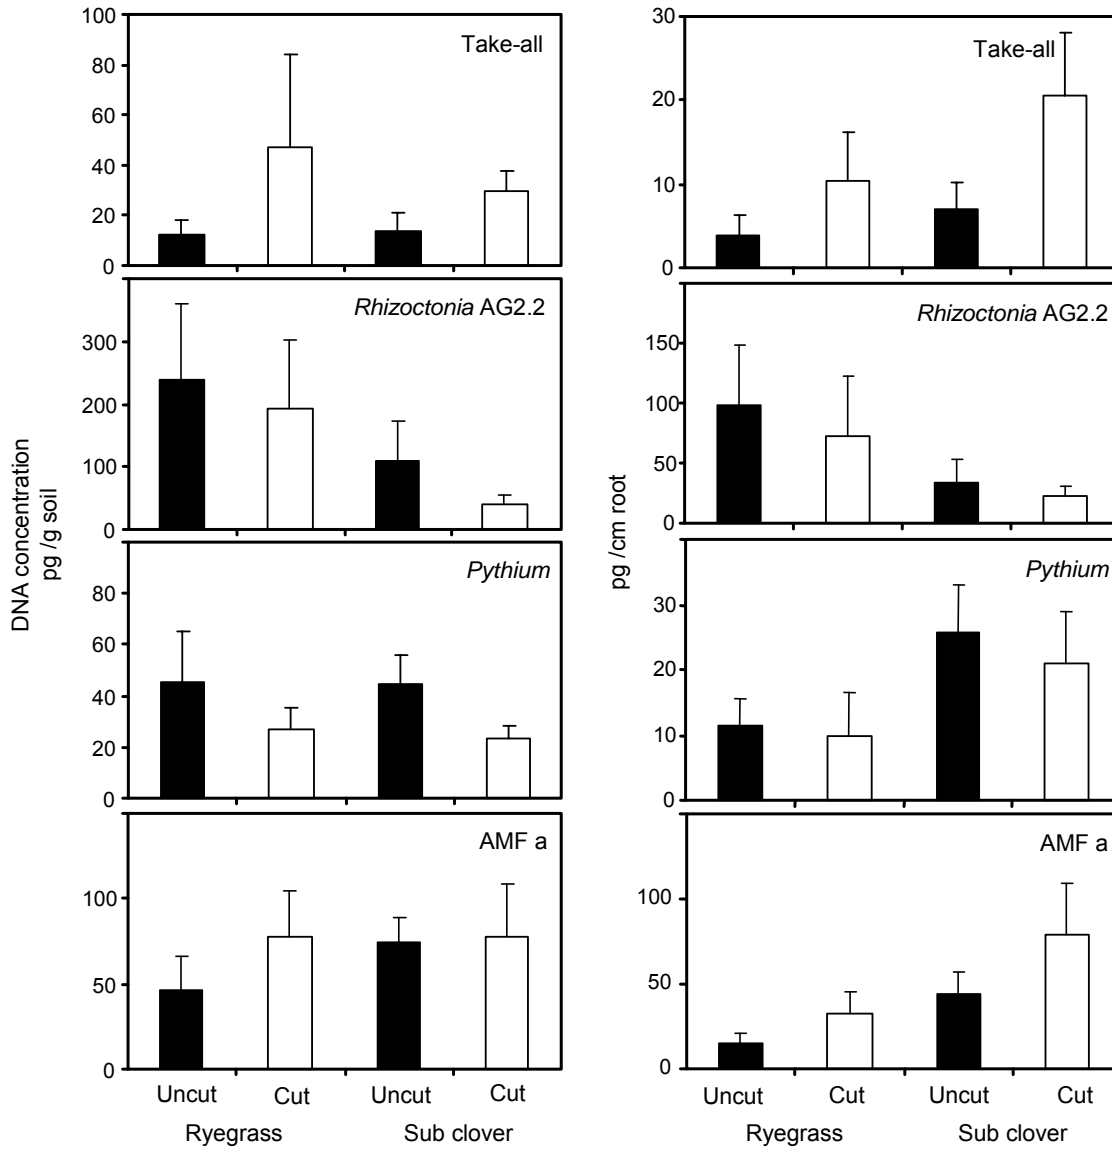 DNA concentration
pg /g soil
100
80
60
40
20
0
Take-all
300
200
100
0
Rhizoctonia AG2.2
80
60
40
20
0
Pythium
100
50
0
AMF a
Uncut Cut Uncut Cut
Ryegrass Sub clover
pg /cm root
30
20
10
0
Take-all
150
100
50
0
Rhizoctonia AG2.2
30
20
10
0
Pythium
100
50
0
AMF a
Uncut Cut Uncut Cut
Ryegrass Sub clover